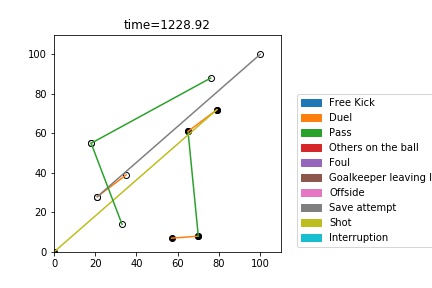 time=1228.92
100
80
60
40
20
0
0 20 40 60 80 100
Free Kick
Duel
Pass
Others on the ball
Foul
Goalkeeper leaving l
Offside
Save attempt
Shot
Interruption